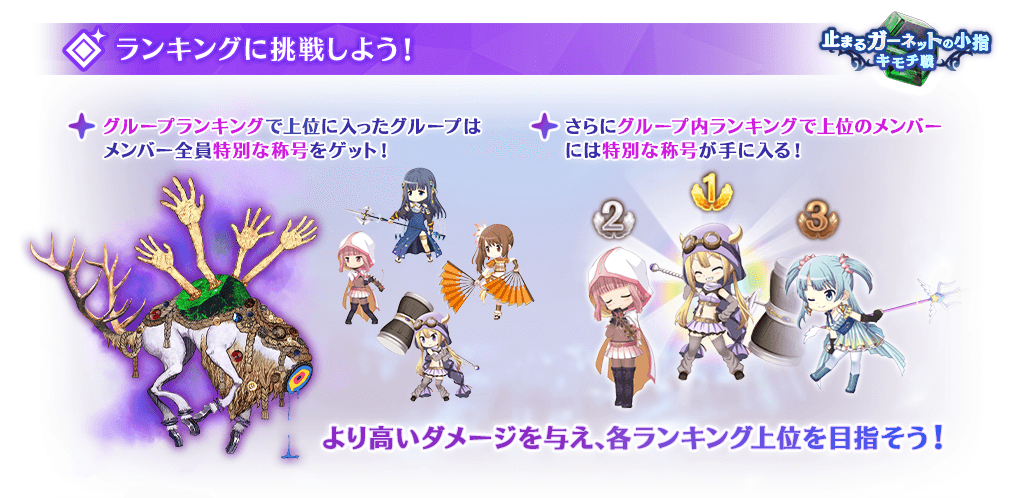 ランキングに挑戦しよう！
止まるガーネットの小指
キモチ戦
グループランキングで上位に入ったグループは
メンバー全員特別な称号をゲット！
さらにグループ内ランキングで上位のメンバー
には特別な称号が手に入る！
2
1
3
より高いダメージを与え、各ランキング上位を目指そう！